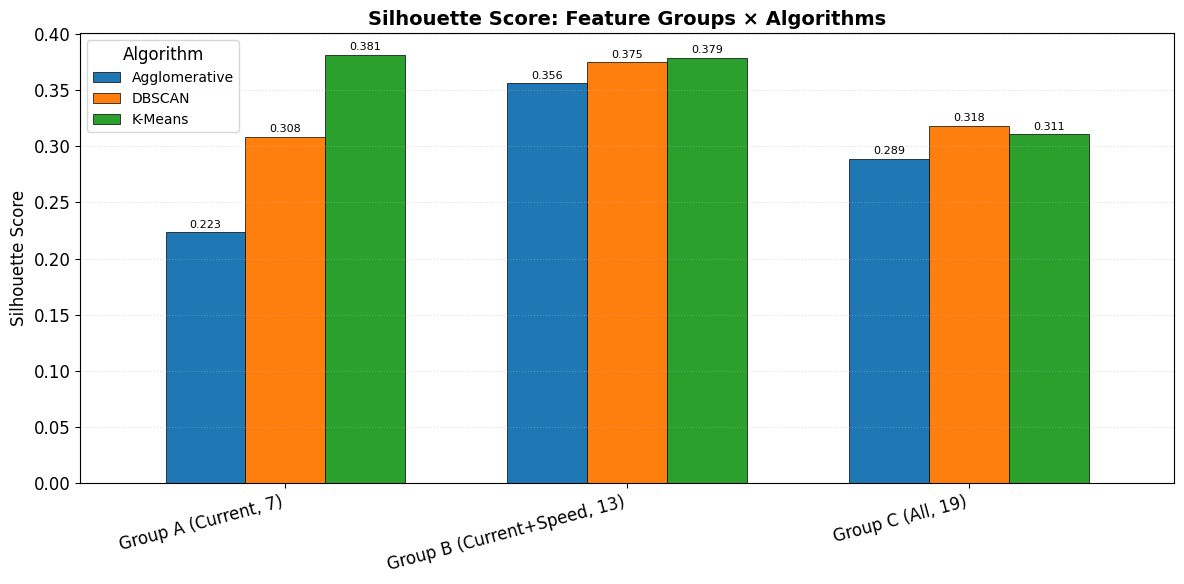 Silhouette Score: Feature Groups × Algorithms
Silhouette Score
0.40
0.35
0.30
0.25
0.20
0.15
0.10
0.05
0.00
Algorithm
Agglomerative
DBSCAN
K-Means
0.223
0.308
0.381
0.356
0.375
0.379
0.289
0.318
0.311
Group A (Current, 7)
Group B (Current+Speed, 13)
Group C (All, 19)